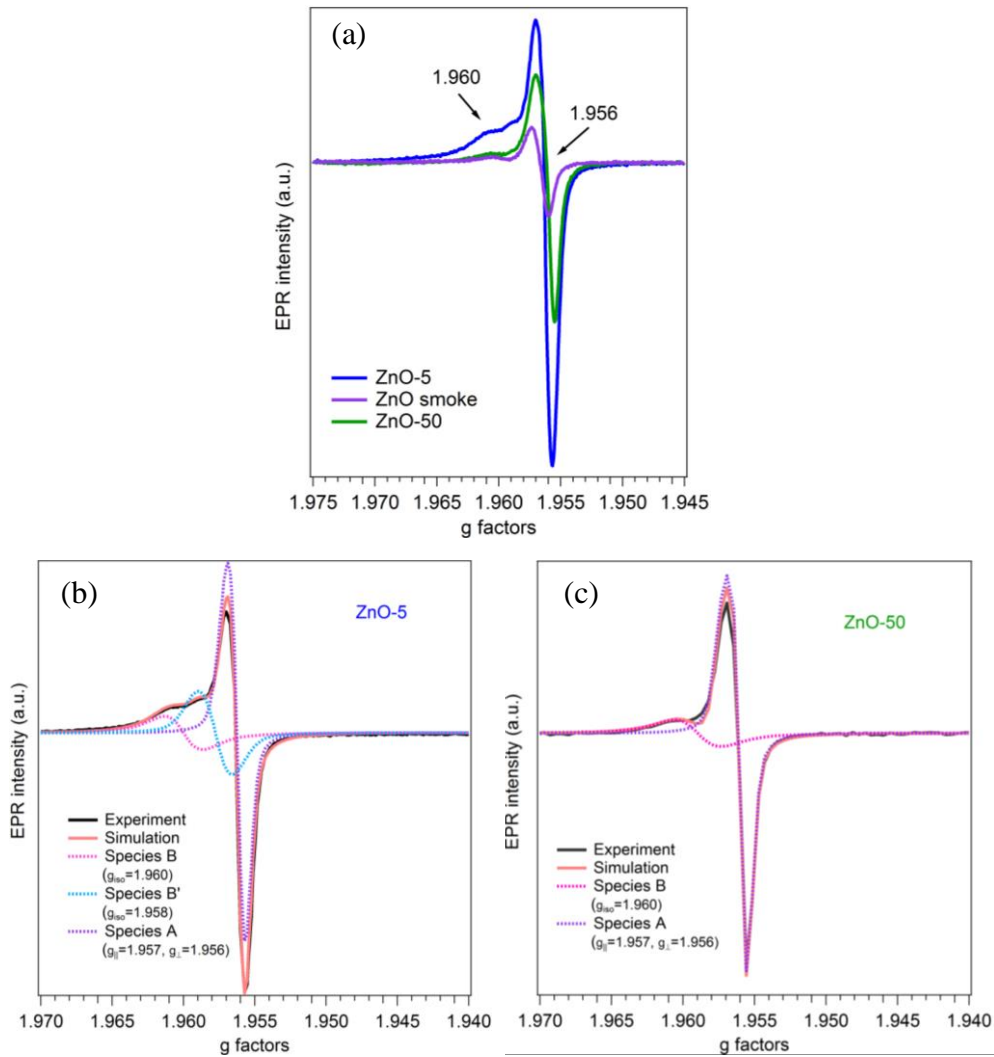 (a)
1.960
1.956
EPR intensity (a.u.)
ZnO-5
ZnO smoke
ZnO-50
1.975 1.970 1.965 1.960 1.955 1.950 1.945
g factors
(b)
ZnO-5
EPR intensity (a.u.)
Experiment
Simulation
Species B
(giso=1.960)
Species B'
(giso=1.958)
Species A
(g||=1.957, g⊥=1.956)
1.970 1.965 1.960 1.955 1.950 1.945 1.940
g factors
(c)
ZnO-50
EPR intensity (a.u.)
Experiment
Simulation
Species B
(giso=1.960)
Species A
(g||=1.957, g⊥=1.956)
1.970 1.965 1.960 1.955 1.950 1.945 1.940
g factors